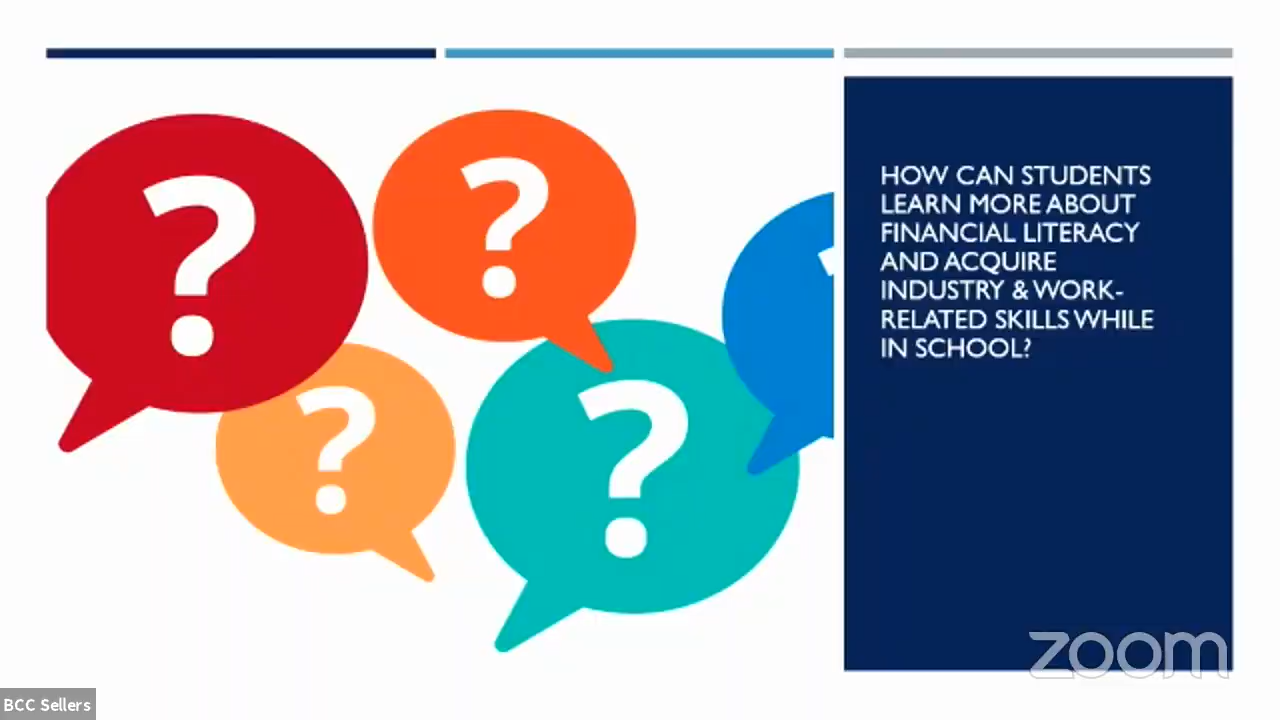 ?
?
?
?
HOW CAN STUDENTS
LEARN MORE ABOUT
FINANCIAL LITERACY
AND ACQUIRE
INDUSTRY & WORK-
RELATED SKILLS WHILE
IN SCHOOL?
zoom
BCC Sellers